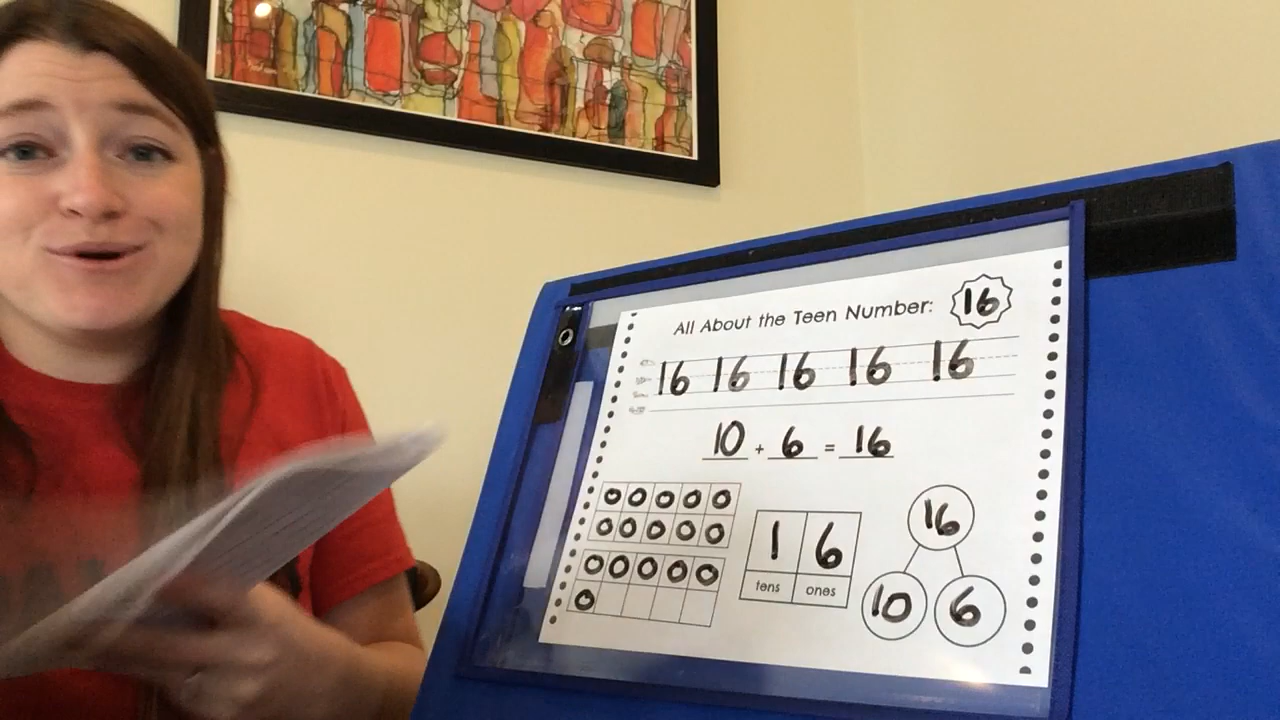 All About the Teen Number: 16
16 16 16 16 16
10 + 6 = 16
1 6
tens ones
16
10 6